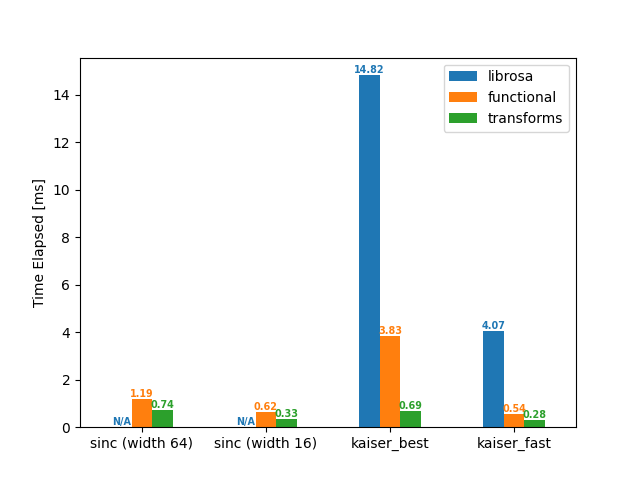 14.82
librosa
functional
transforms
14
12
10
8
6
4
2
0
Time Elapsed [ms]
N/A
1.19
0.74
N/A
0.62
0.33
3.83
0.69
4.07
0.54
0.28
sinc (width 64)
sinc (width 16)
kaiser_best
kaiser_fast